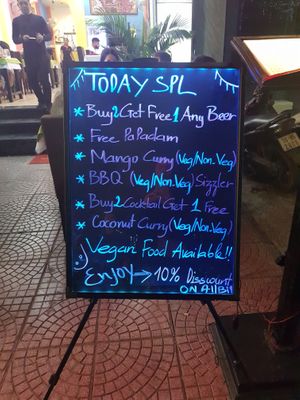 TODAY SPL
* Buy 2 Get Free 1 Any Beer
* Free Papadam
* Mango Curry (Veg/Non-Veg)
* BBQ (Veg/Non-Veg) Sizzler
* Buy 2 Cocktail Get 1 Free
* Coconut Curry (Veg/Non-Veg)
Vegan Food Available!!
Enjoy → 10% Disscount
ON All Bill